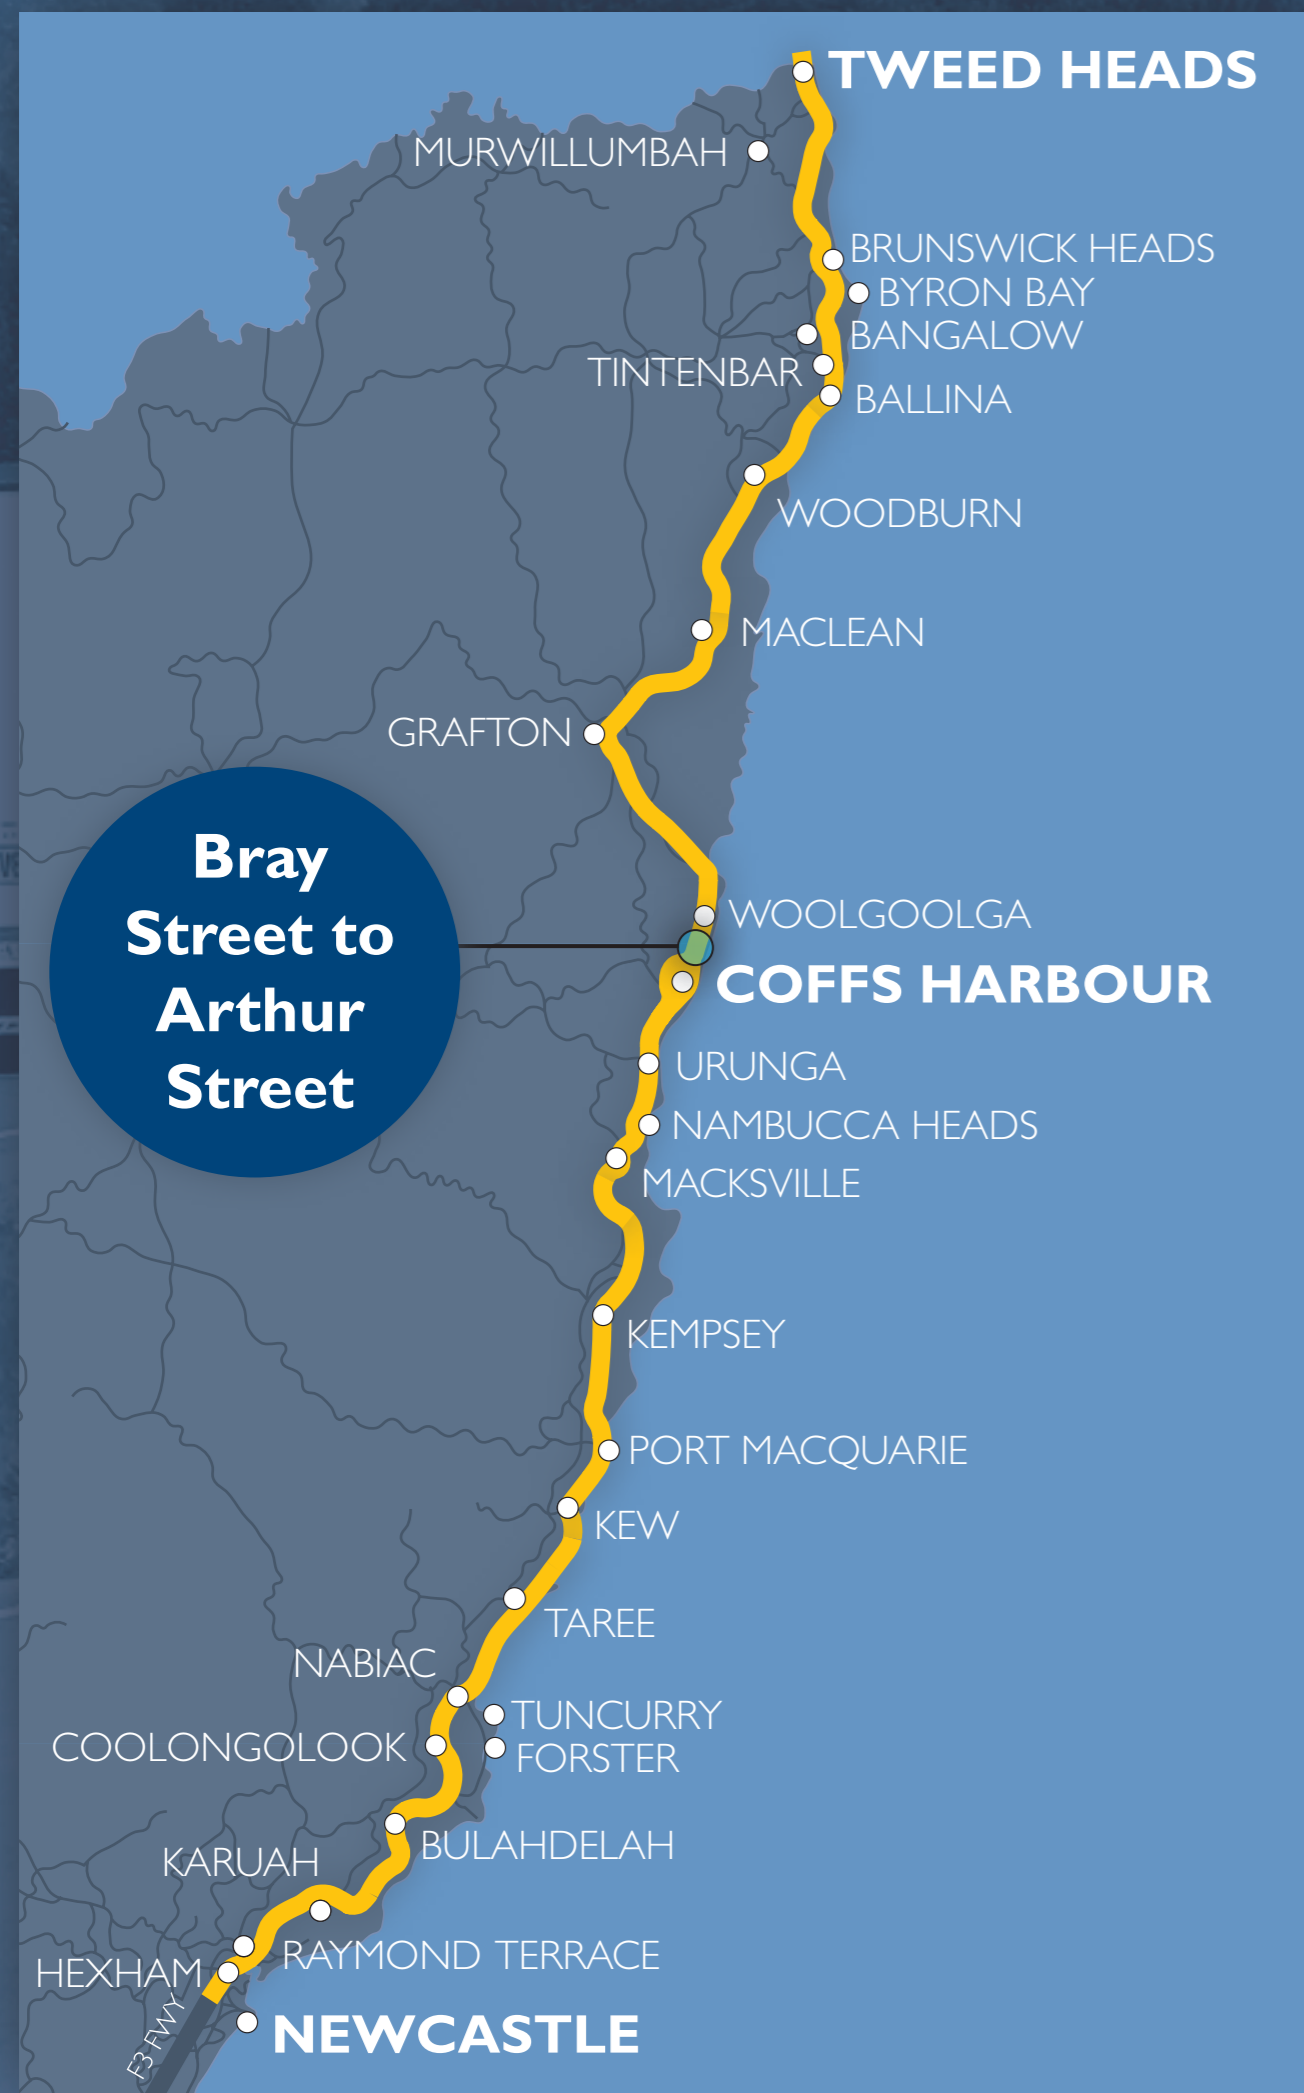 TWEED HEADS
MURWILLUMBAH
BRUNSWICK HEADS
BYRON BAY
BANGALOW
TINTENBAR
BALLINA
WOODBURN
MACLEAN
GRAFTON
Bray
Street to
Arthur
Street
WOOLGOOLGA
COFFS HARBOUR
URUNGA
NAMBUCCA HEADS
MACKSVILLE
KEMPSEY
PORT MACQUARIE
KEW
TAREE
NABIAC
TUNCURRY
COOLONGOLOOK
FORSTER
BULAHDELAH
KARUAH
RAYMOND TERRACE
HEXHAM
F3 FWY
NEWCASTLE